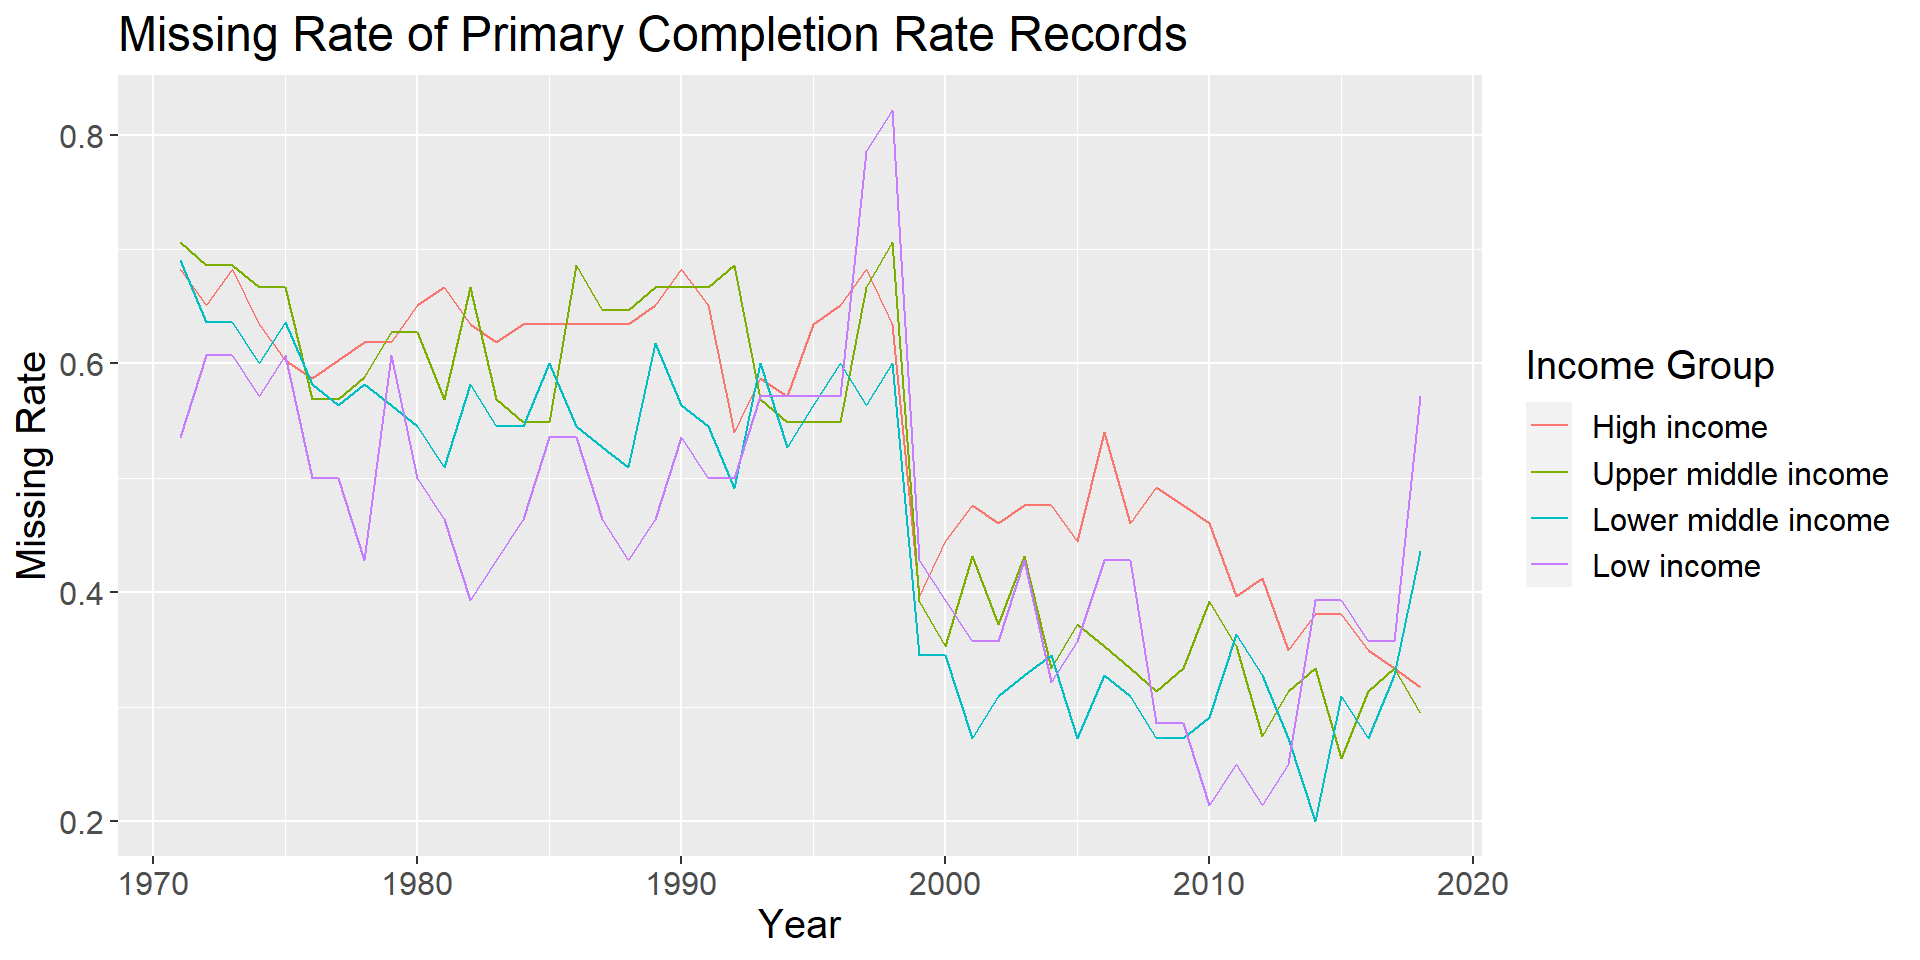 Missing Rate of Primary Completion Rate Records
Missing Rate
0.8
0.6
0.4
0.2
1970 1980 1990 2000 2010 2020
Year
Income Group
High income
Upper middle income
Lower middle income
Low income